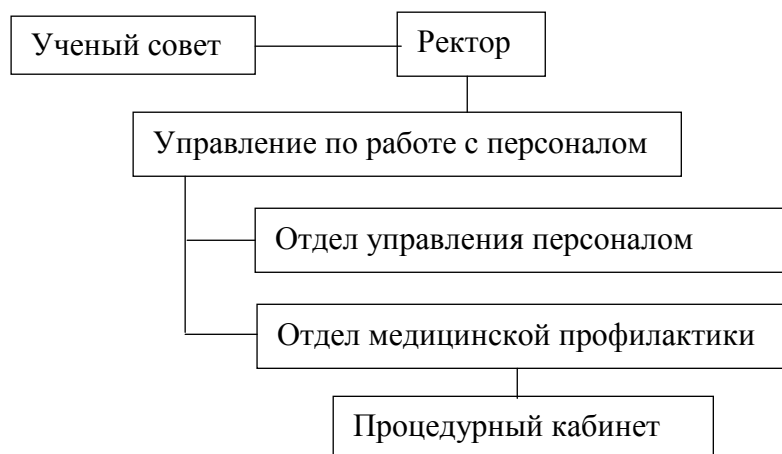 Ученый совет
Ректор
Управление по работе с персоналом
Отдел управления персоналом
Отдел медицинской профилактики
Процедурный кабинет